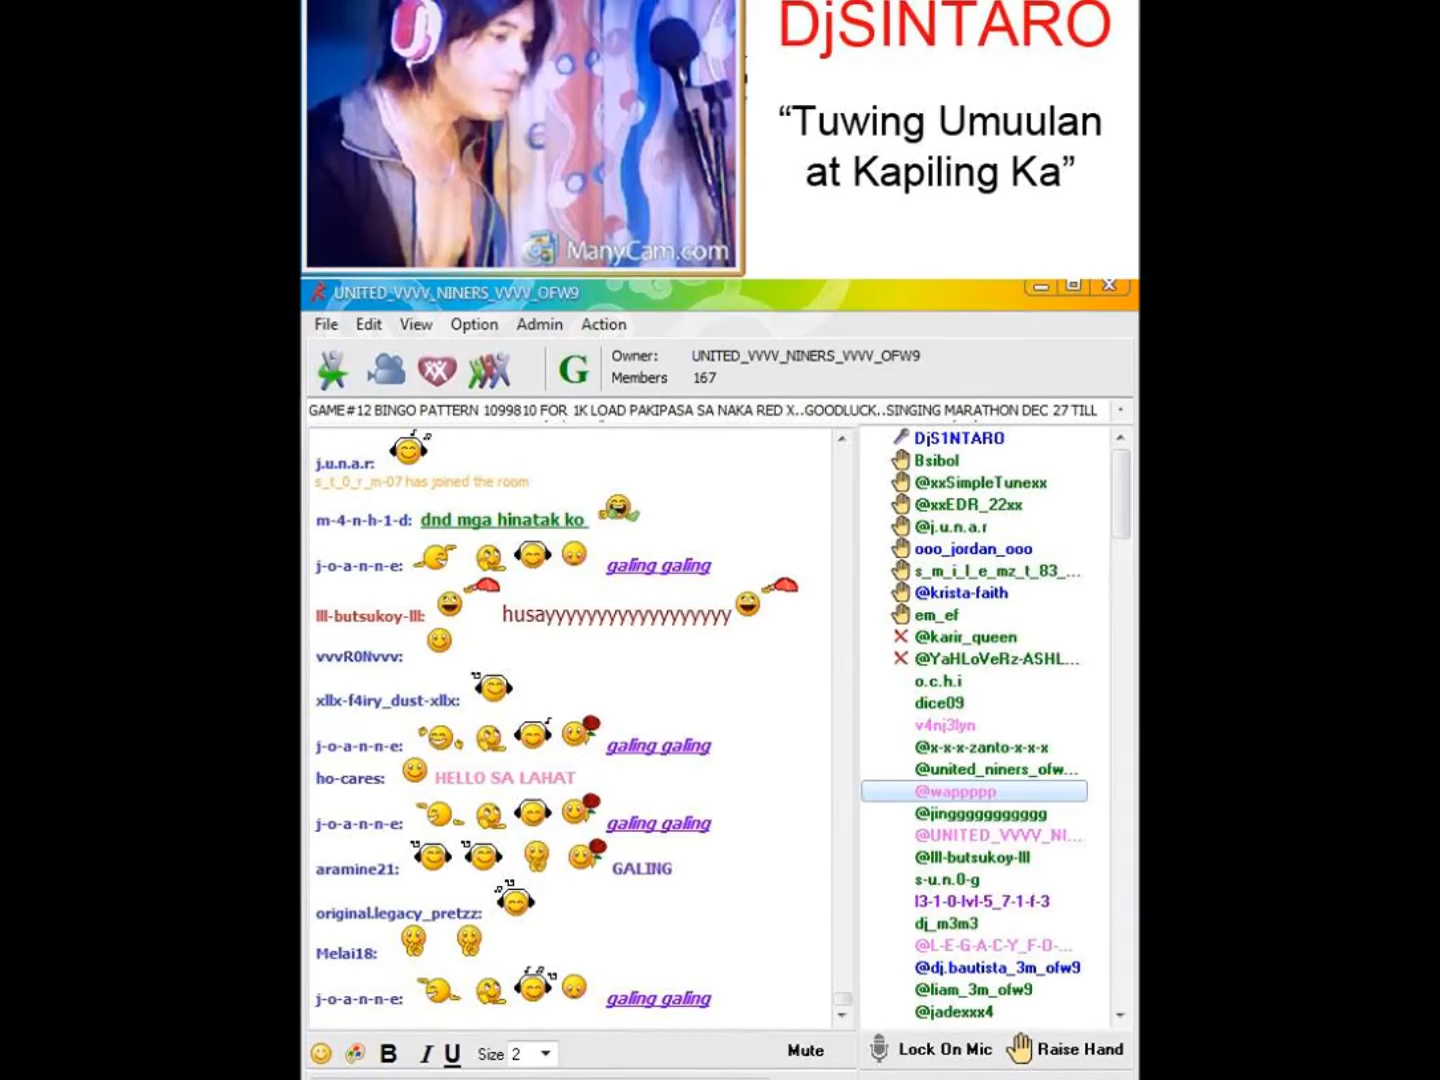 DjSINTARO
“Tuwing Umuulan
at Kapiling Ka”
ManyCam.com
UNITED_VVVV_NINERS_VVVV_OFW9
File Edit View Option Admin Action
G
Owner: UNITED_VVVV_NINERS_VVVV_OFW9
Members 167
GAME#12 BINGO PATTERN 1099810 FOR 1K LOAD PAKIPASA SA NAKA RED X..GOODLUCK..SINGING MARATHON DEC 27 TILL
j.u.n.a.r:
s_t_0_r_m-07 has joined the room
m-4-n-h-1-d: dnd mga hinatak ko
j-o-a-n-n-e: galing galing
lll-butsukoy-lll: husayyyyyyyyyyyyyyyyyy
vvvR0Nvvv:
xllx-f4iry_dust-xllx:
j-o-a-n-n-e: galing galing
ho-cares: HELLO SA LAHAT
j-o-a-n-n-e: galing galing
aramine21: GALING
original.legacy_pretzz:
Melai18:
j-o-a-n-n-e: galing galing
DjS1NTARO
Bsibol
@xxSimpleTunexx
@xxEDR_22xx
@j.u.n.a.r
ooo_jordan_ooo
s_m_i_l_e_mz_t_83_...
@krista-faith
em_ef
@karir_queen
@YaHLoVeRz-ASHL...
o.c.h.i
dice09
v4nj3lyn
@x-x-x-zanto-x-x-x
@united_niners_ofw...
@wappppp
@jinggggggggggg
@UNITED_VVVV_NI...
@lll-butsukoy-lll
s-u.n.0-g
l3-1-0-lvl-5_7-1-f-3
dj_m3m3
@L-E-G-A-C-Y_F-O-...
@dj.bautista_3m_ofw9
@liam_3m_ofw9
@jadexxx4
B I U Size 2 Mute Lock On Mic Raise Hand